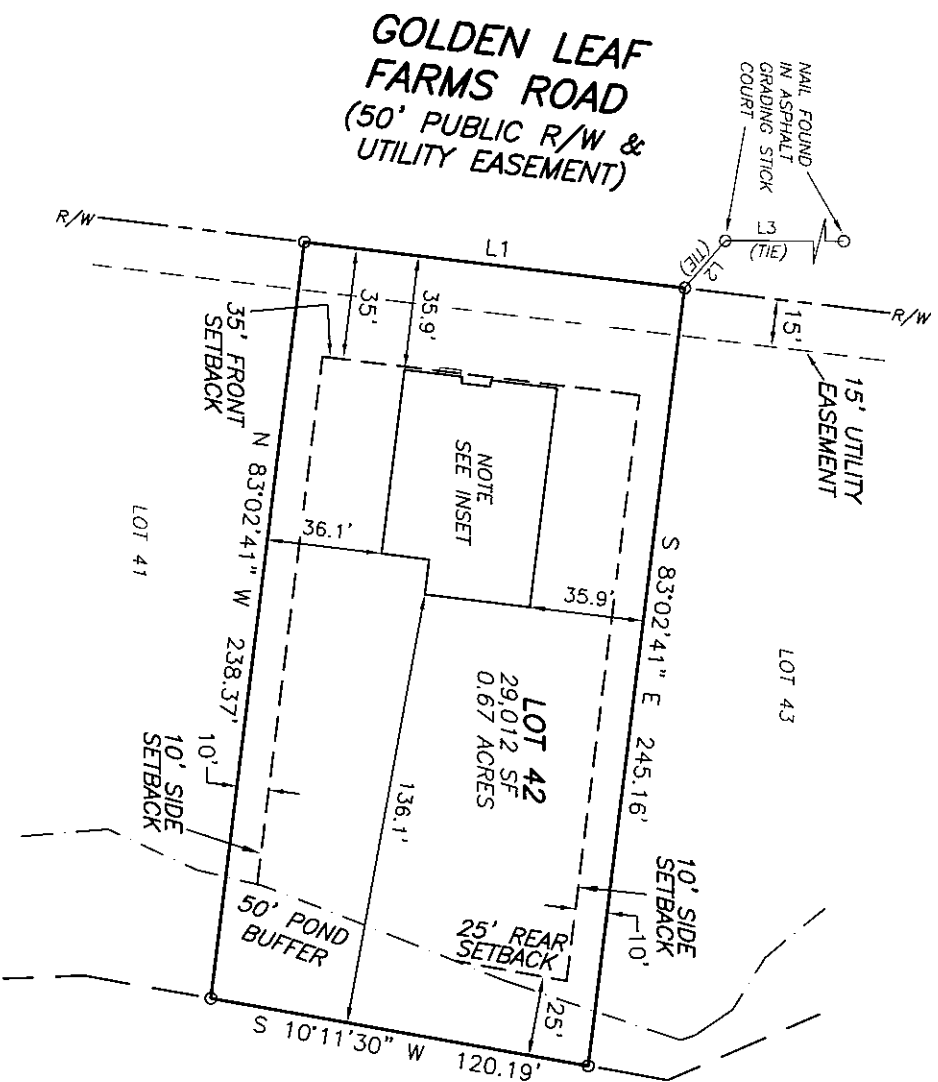 GOLDEN LEAF
FARMS ROAD
(50' PUBLIC R/W &
UTILITY EASEMENT)
NAIL FOUND
IN ASPHALT
GRADING STICK
COURT
L3
(TIE)
L2
(TIE)
R/W
L1
R/W
15'
15' UTILITY
EASEMENT
35'
35.9'
35' FRONT
SETBACK
NOTE
SEE INSET
N 83°02'41" W 238.37'
S 83°02'41" E 245.16'
36.1'
35.9'
LOT 41
LOT 43
LOT 42
29,012 SF
0.67 ACRES
136.1'
10'
10' SIDE
SETBACK
10' SIDE
SETBACK
10'
50' POND
BUFFER
25' REAR
SETBACK
25'
S 10°11'30" W 120.19'